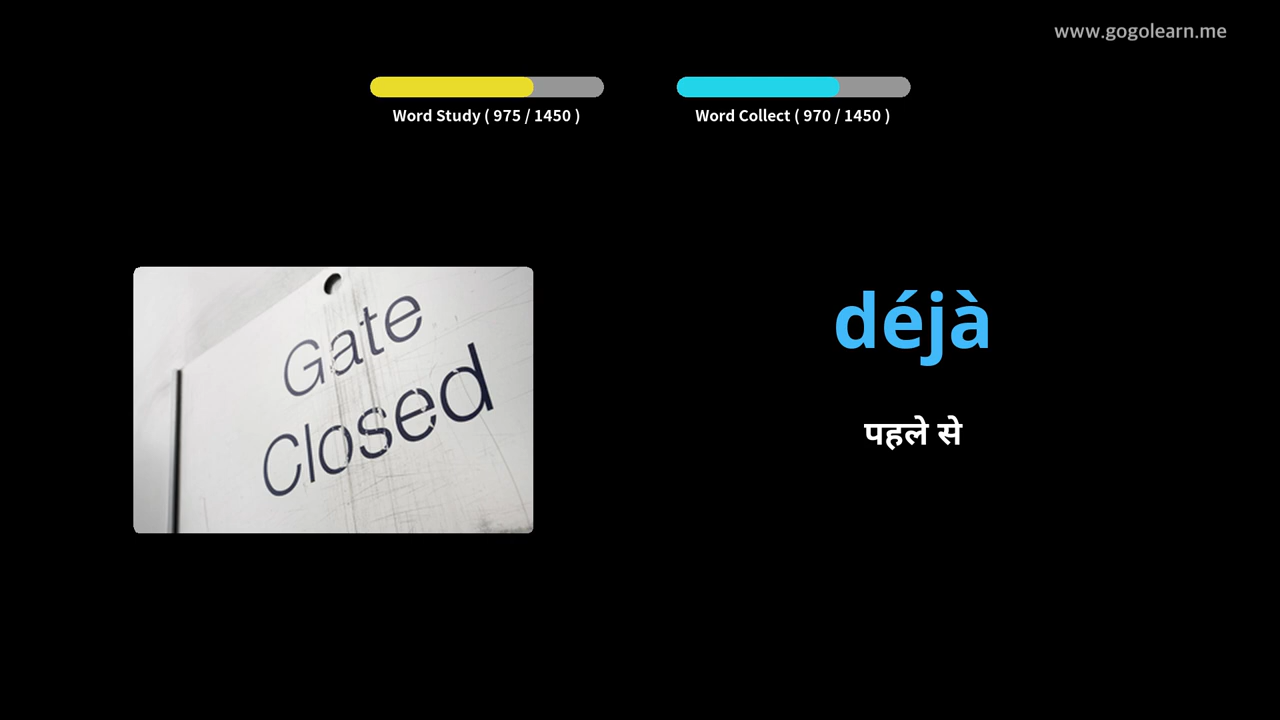 www.gogolearn.me
Word Study ( 975 / 1450 )
Word Collect ( 970 / 1450 )
Gate
Closed
déjà
पहले से